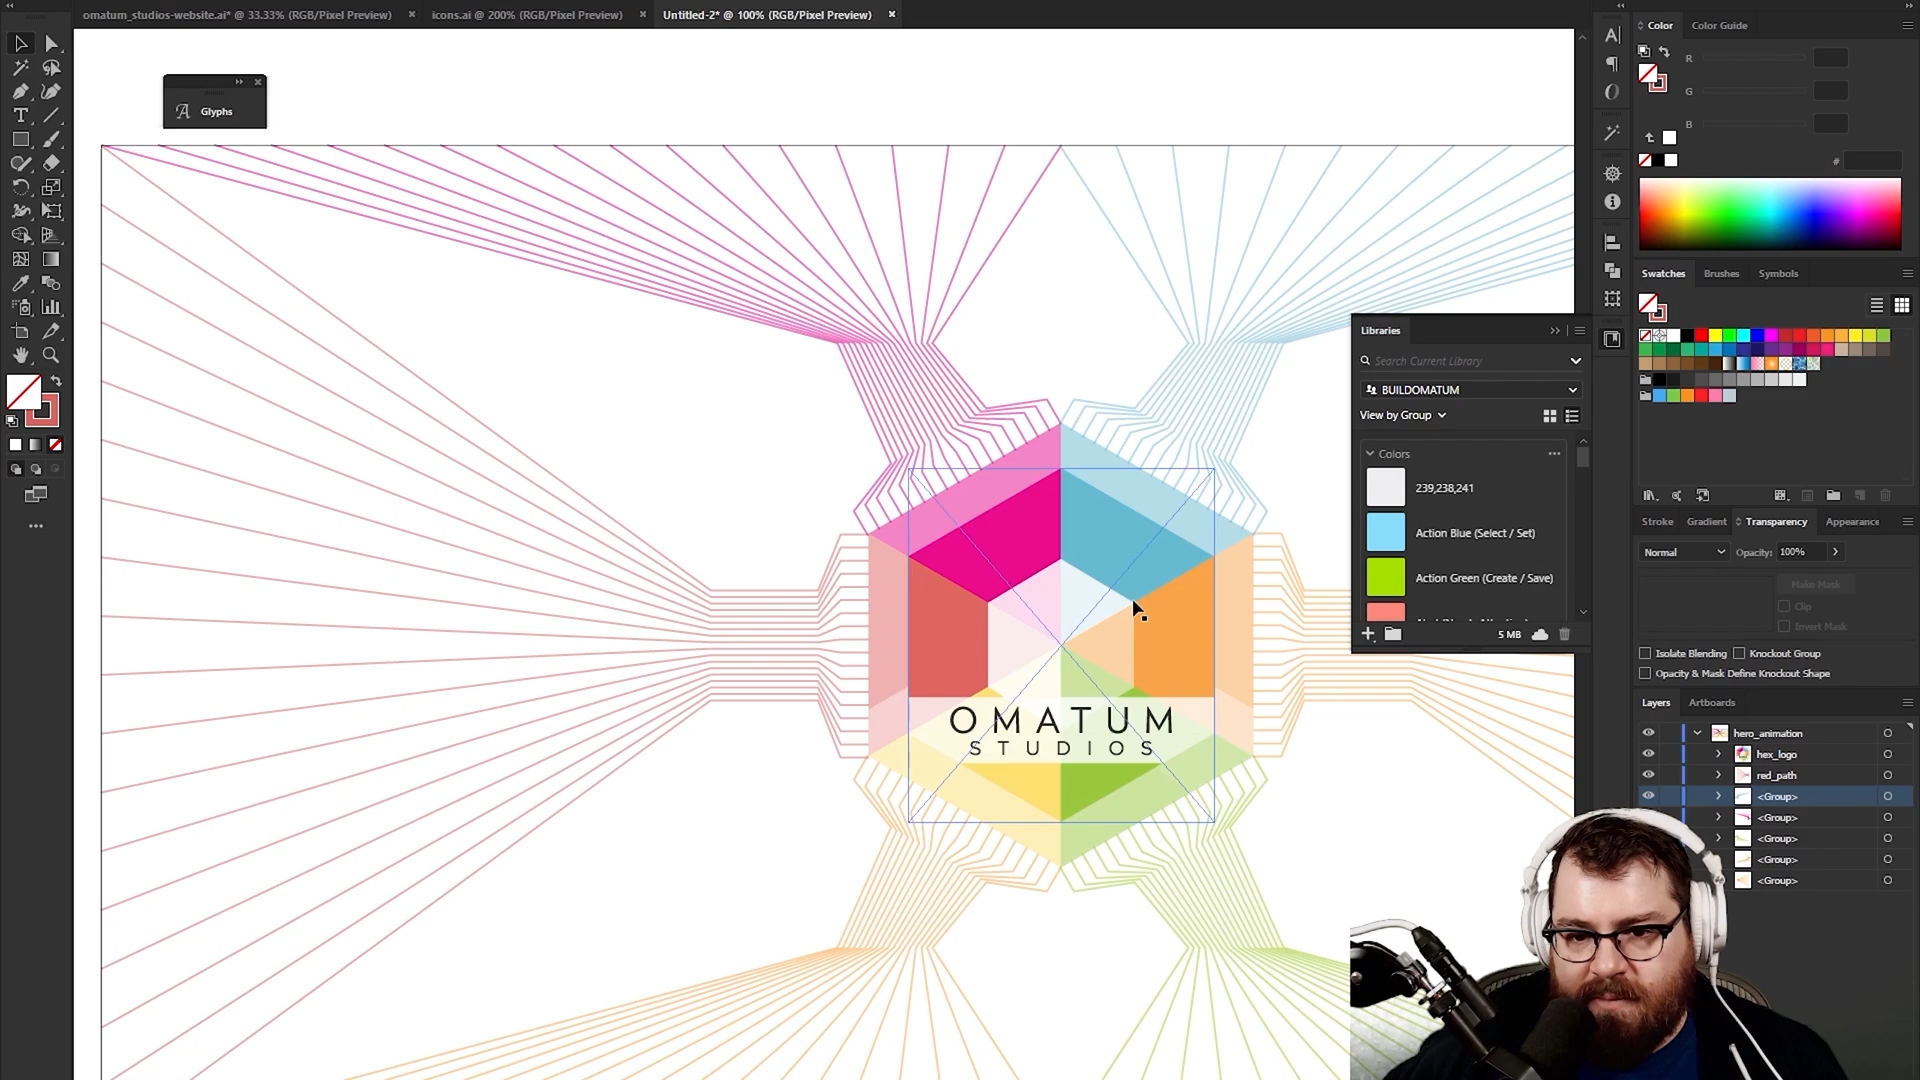 omatum_studios-website.ai* @ 33.33% (RGB/Pixel Preview)
icons.ai @ 200% (RGB/Pixel Preview)
Untitled-2* @ 100% (RGB/Pixel Preview)
Glyphs
OMATUM
STUDIOS
Libraries
Search Current Library
BUILDOMATUM
View by Group
Colors
239,238,241
Action Blue (Select / Set)
Action Green (Create / Save)
5 MB
Color
Color Guide
R
G
B
#
Swatches
Brushes
Symbols
Stroke
Gradient
Transparency
Appearance
Normal
Opacity: 100%
Make Mask
Clip
Invert Mask
Isolate Blending
Knockout Group
Opacity & Mask Define Knockout Shape
Layers
Artboards
hero_animation
hex_logo
red_path
<Group>
<Group>
<Group>
<Group>
<Group>